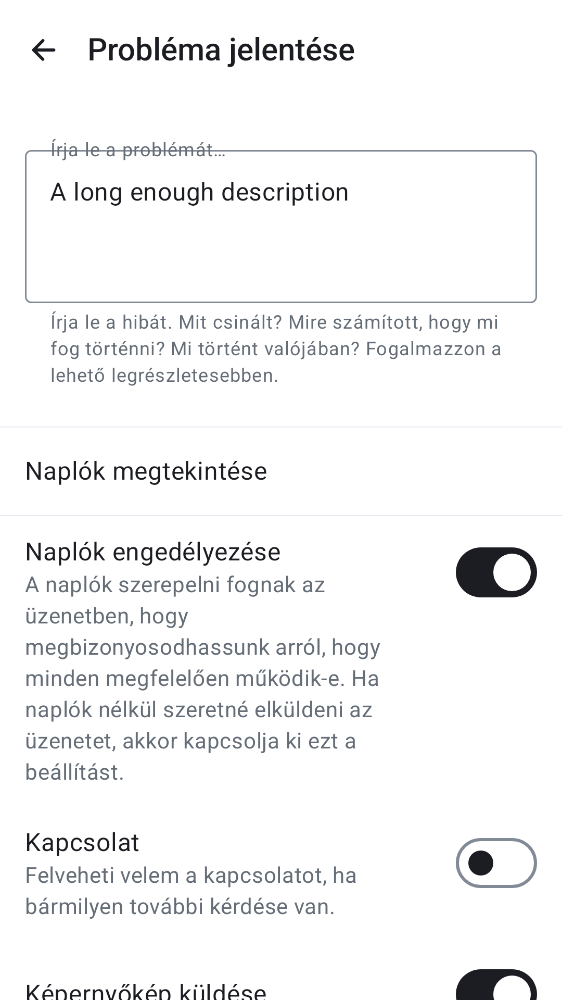 Probléma jelentése
Írja le a problémát…
A long enough description
Írja le a hibát. Mit csinált? Mire számított, hogy mi
fog történni? Mi történt valójában? Fogalmazzon a
lehető legrészletesebben.
Naplók megtekintése
Naplók engedélyezése
A naplók szerepelni fognak az
üzenetben, hogy
megbizonyosodhassunk arról, hogy
minden megfelelően működik-e. Ha
naplók nélkül szeretné elküldeni az
üzenetet, akkor kapcsolja ki ezt a
beállítást.
Kapcsolat
Felveheti velem a kapcsolatot, ha
bármilyen további kérdése van.
Képernyőkép küldése